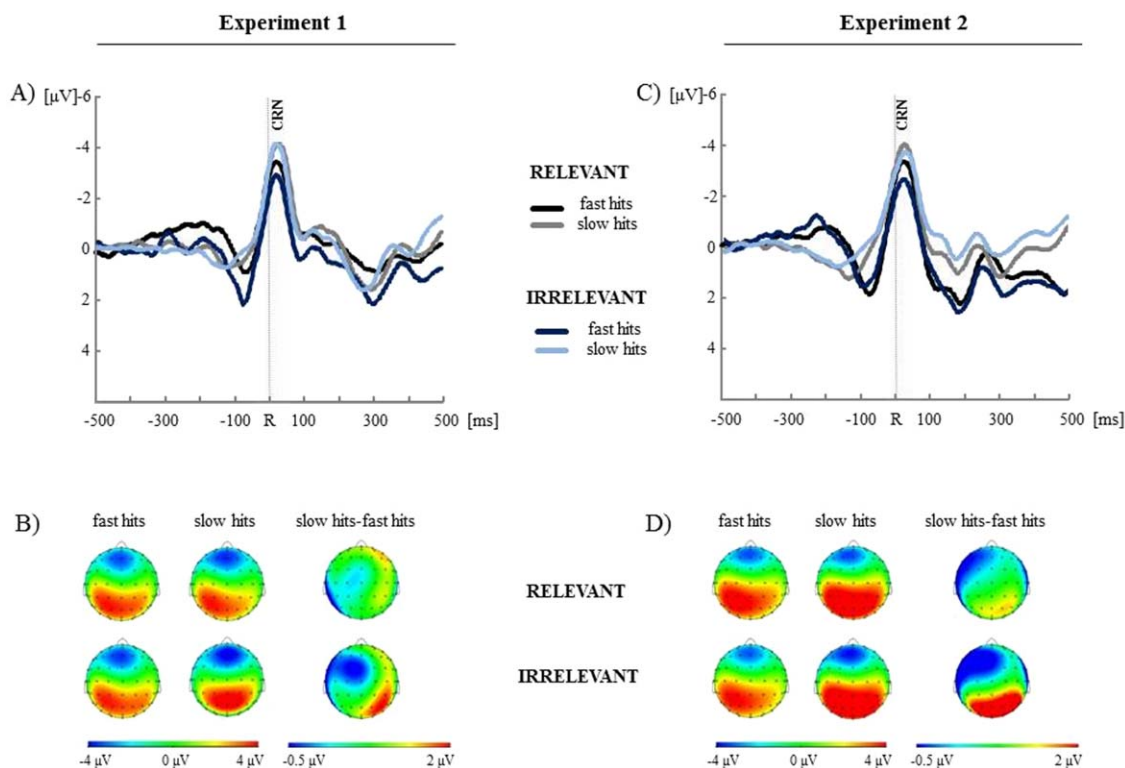 Experiment 1
Experiment 2
A) [µV]-6
-4
-2
0
2
4
CRN
-500 -300 -100 R 100 300 500 [ms]
RELEVANT
fast hits
slow hits
IRRELEVANT
fast hits
slow hits
C) [µV]-6
-4
-2
0
2
4
CRN
-500 -300 -100 R 100 300 500 [ms]
B) fast hits slow hits slow hits-fast hits
D) fast hits slow hits slow hits-fast hits
RELEVANT
IRRELEVANT
-4 µV 0 µV 4 µV -0.5 µV 2 µV
-4 µV 0 µV 4 µV -0.5 µV 2 µV